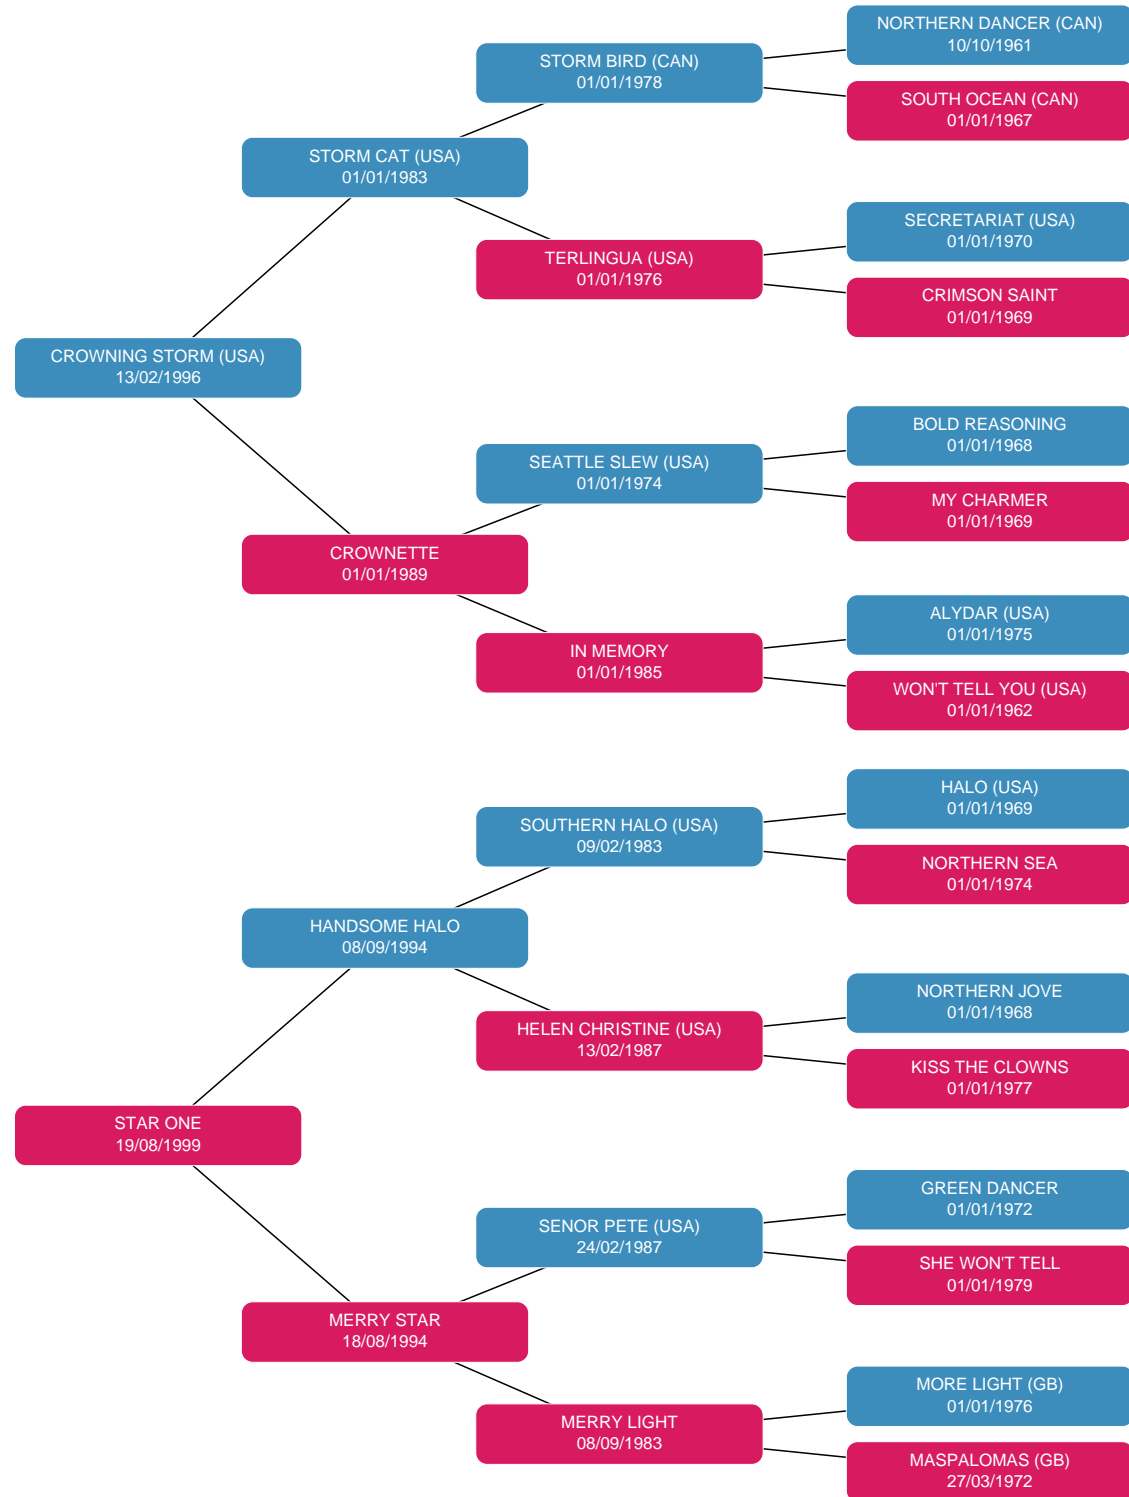 NORTHERN DANCER (CAN)
10/10/1961
STORM BIRD (CAN)
01/01/1978
SOUTH OCEAN (CAN)
01/01/1967
STORM CAT (USA)
01/01/1983
SECRETARIAT (USA)
01/01/1970
TERLINGUA (USA)
01/01/1976
CRIMSON SAINT
01/01/1969
CROWNING STORM (USA)
13/02/1996
BOLD REASONING
01/01/1968
SEATTLE SLEW (USA)
01/01/1974
MY CHARMER
01/01/1969
CROWNETTE
01/01/1989
ALYDAR (USA)
01/01/1975
IN MEMORY
01/01/1985
WON'T TELL YOU (USA)
01/01/1962
HALO (USA)
01/01/1969
SOUTHERN HALO (USA)
09/02/1983
NORTHERN SEA
01/01/1974
HANDSOME HALO
08/09/1994
NORTHERN JOVE
01/01/1968
HELEN CHRISTINE (USA)
13/02/1987
KISS THE CLOWNS
01/01/1977
STAR ONE
19/08/1999
GREEN DANCER
01/01/1972
SENOR PETE (USA)
24/02/1987
SHE WON'T TELL
01/01/1979
MERRY STAR
18/08/1994
MORE LIGHT (GB)
01/01/1976
MERRY LIGHT
08/09/1983
MASPALOMAS (GB)
27/03/1972